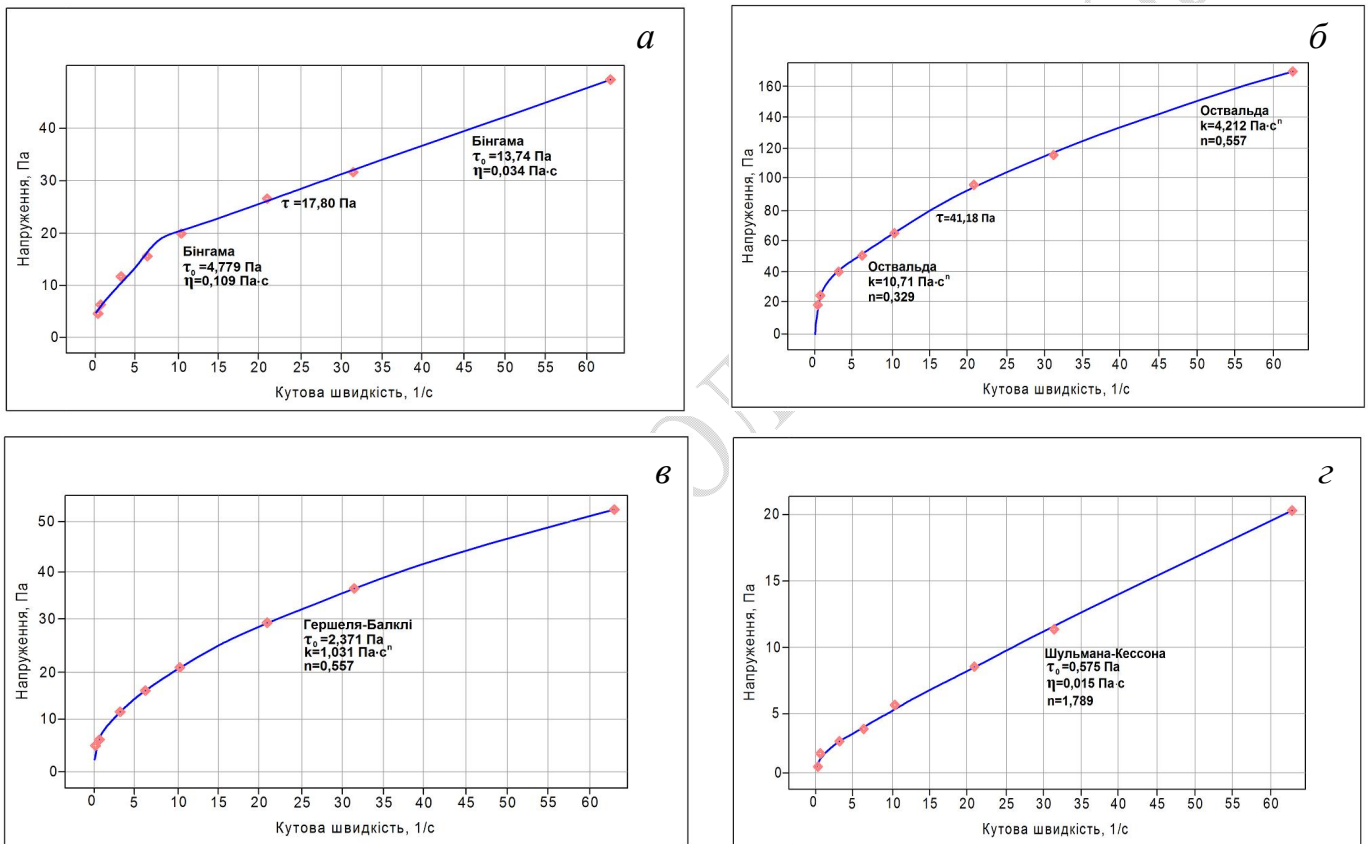 а
Напруження, Па
40
30
20
10
0
Бінгама
τ₀ =13,74 Па
η=0,034 Па·с
τ =17,80 Па
Бінгама
τ₀ =4,779 Па
η=0,109 Па·с
0 5 10 15 20 25 30 35 40 45 50 55 60
Кутова швидкість, 1/с
б
Напруження, Па
160
140
120
100
80
60
40
20
0
Оствальда
k=4,212 Па·сⁿ
n=0,557
τ=41,18 Па
Оствальда
k=10,71 Па·сⁿ
n=0,329
0 5 10 15 20 25 30 35 40 45 50 55 60
Кутова швидкість, 1/с
в
Напруження, Па
50
40
30
20
10
0
Гершеля-Балклі
τ₀ =2,371 Па
k=1,031 Па·сⁿ
n=0,557
0 5 10 15 20 25 30 35 40 45 50 55 60
Кутова швидкість, 1/с
г
Напруження, Па
20
15
10
5
0
Шульмана-Кессона
τ₀ =0,575 Па
η=0,015 Па·с
n=1,789
0 5 10 15 20 25 30 35 40 45 50 55 60
Кутова швидкість, 1/с